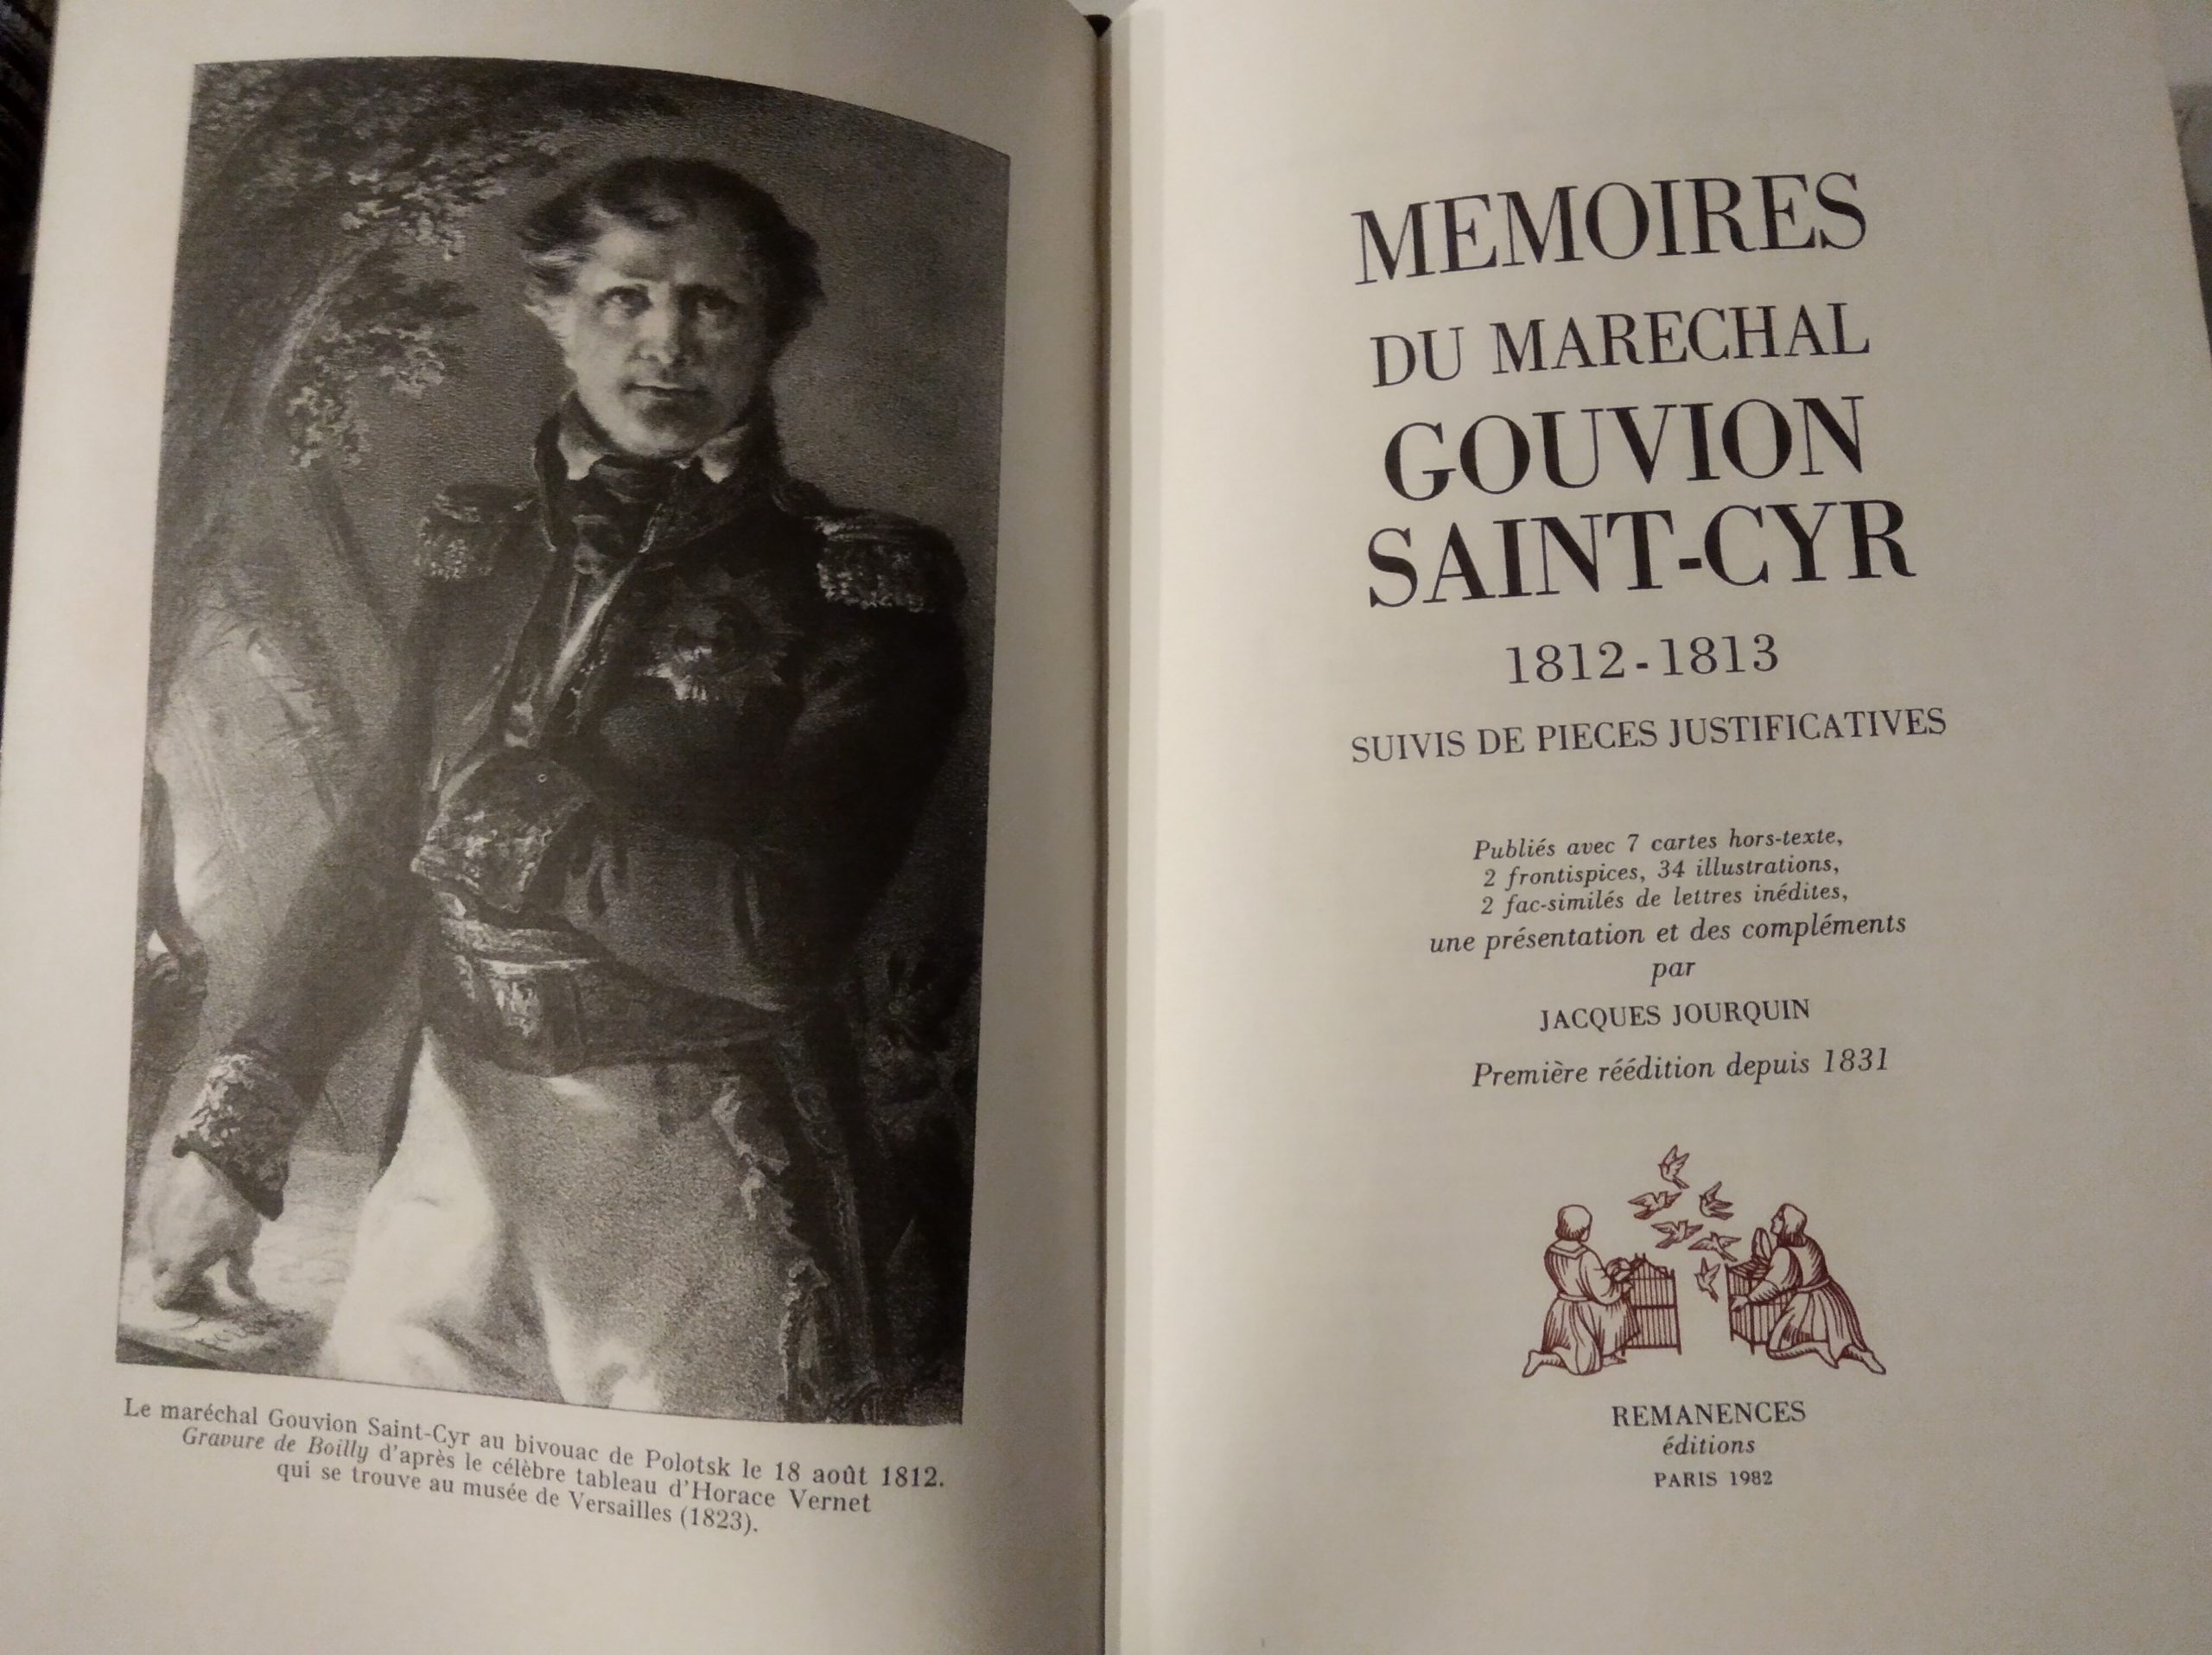 Le maréchal Gouvion Saint-Cyr au bivouac de Polotsk le 18 août 1812.
Gravure de Boilly d'après le célèbre tableau d'Horace Vernet
qui se trouve au musée de Versailles (1823).
MEMOIRES
DU MARECHAL
GOUVION
SAINT-CYR
1812-1813
SUIVIS DE PIECES JUSTIFICATIVES
Publiés avec 7 cartes hors-texte,
2 frontispices, 34 illustrations,
2 fac-similés de lettres inédites,
une présentation et des compléments
par
JACQUES JOURQUIN
Première réédition depuis 1831
REMANENCES
éditions
PARIS 1982